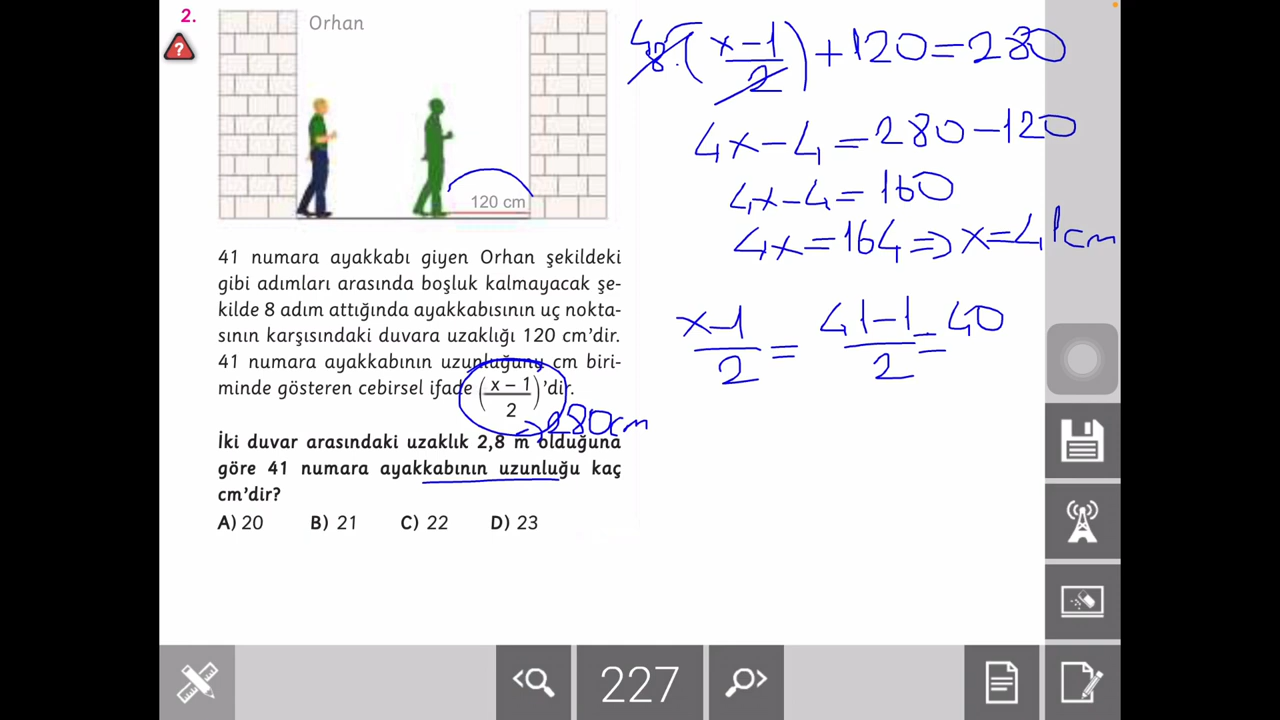 2.
?
Orhan
120 cm
41 numara ayakkabı giyen Orhan şekildeki
gibi adımları arasında boşluk kalmayacak şe-
kilde 8 adım attığında ayakkabısının uç nokta-
sının karşısındaki duvara uzaklığı 120 cm'dir.
41 numara ayakkabının uzunluğunu cm biri-
minde gösteren cebirsel ifade (x – 1 / 2)'dir.
280cm
İki duvar arasındaki uzaklık 2,8 m olduğuna
göre 41 numara ayakkabının uzunluğu kaç
cm'dir?
A) 20 B) 21 C) 22 D) 23
4 8.(x-1 / 2) + 120 = 280
4x - 4 = 280 - 120
4x - 4 = 160
4x = 164 ⇒ x = 41cm
x-1 / 2 = 41-1 / 2 = 40
< 227 >